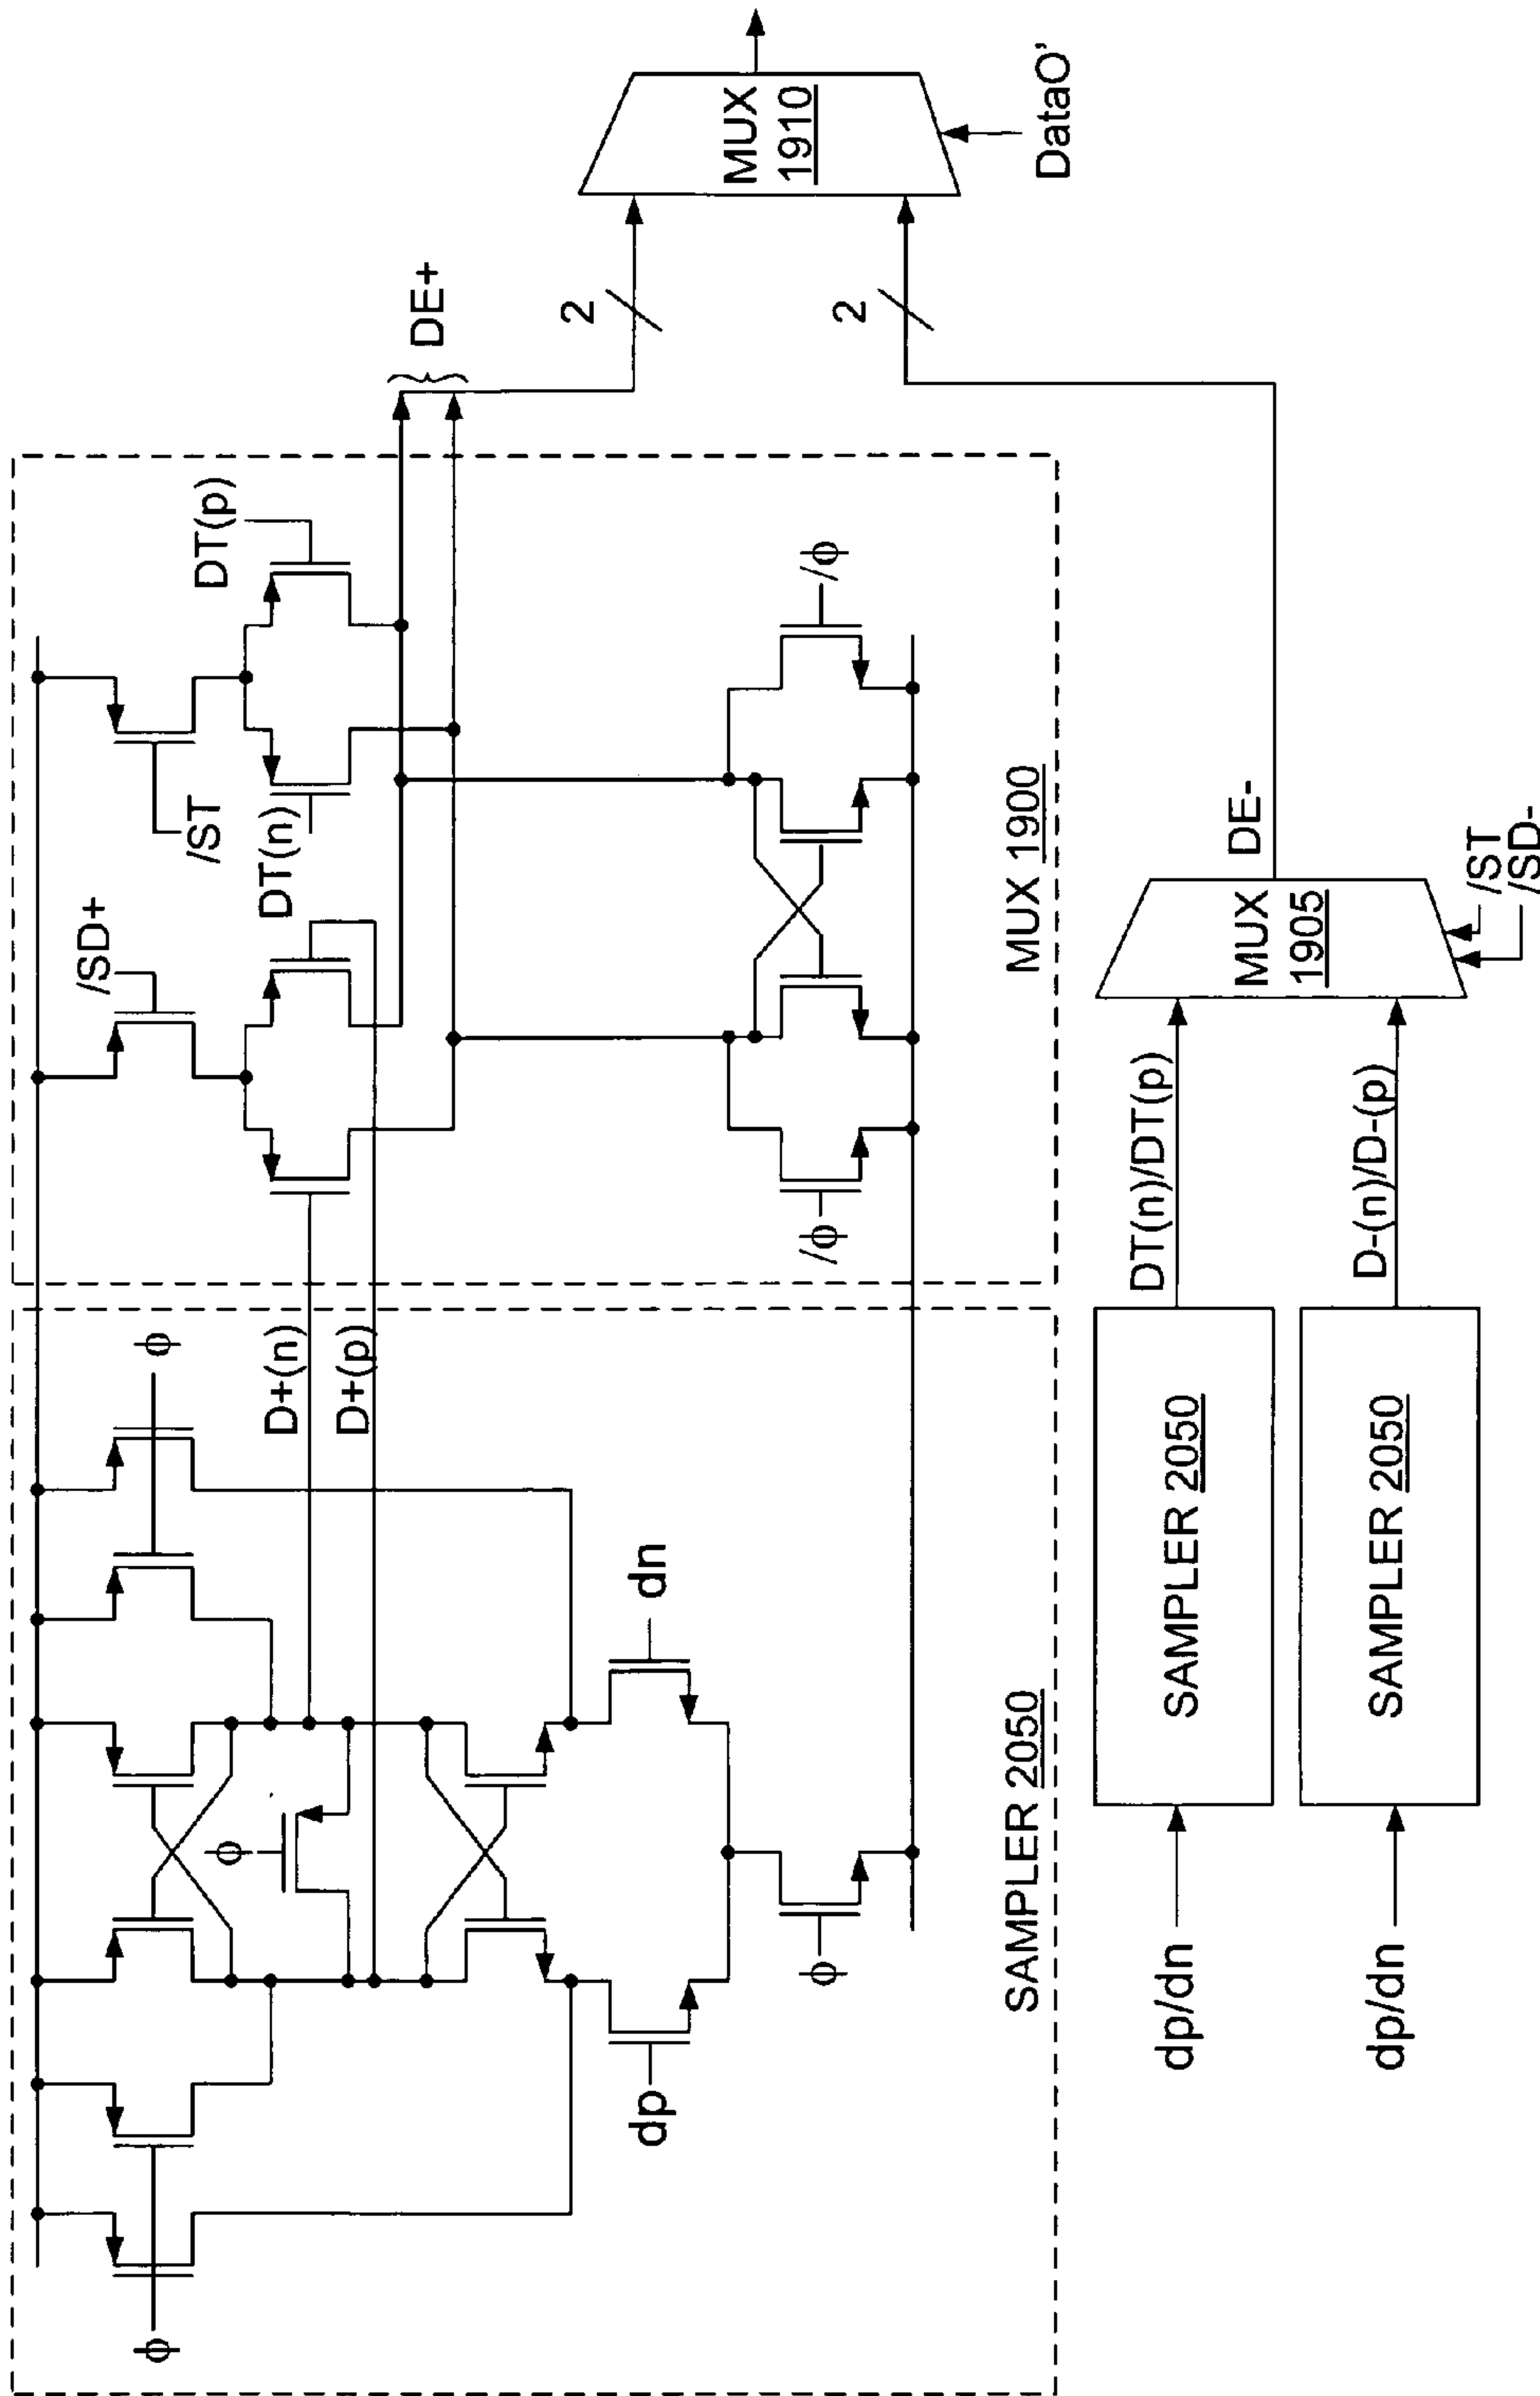 ϕ
ϕ
ϕ
dp
dn
ϕ
SAMPLER 2050
D+(n)
D+(p)
/SD+
/ST
DT(n)
DT(p)
/ϕ
/ϕ
MUX 1900
DE+
2
2
MUX
1910
DataO'
dp/dn
SAMPLER 2050
DT(n)/DT(p)
dp/dn
SAMPLER 2050
D-(n)/D-(p)
MUX
1905
DE-
/ST
/SD-